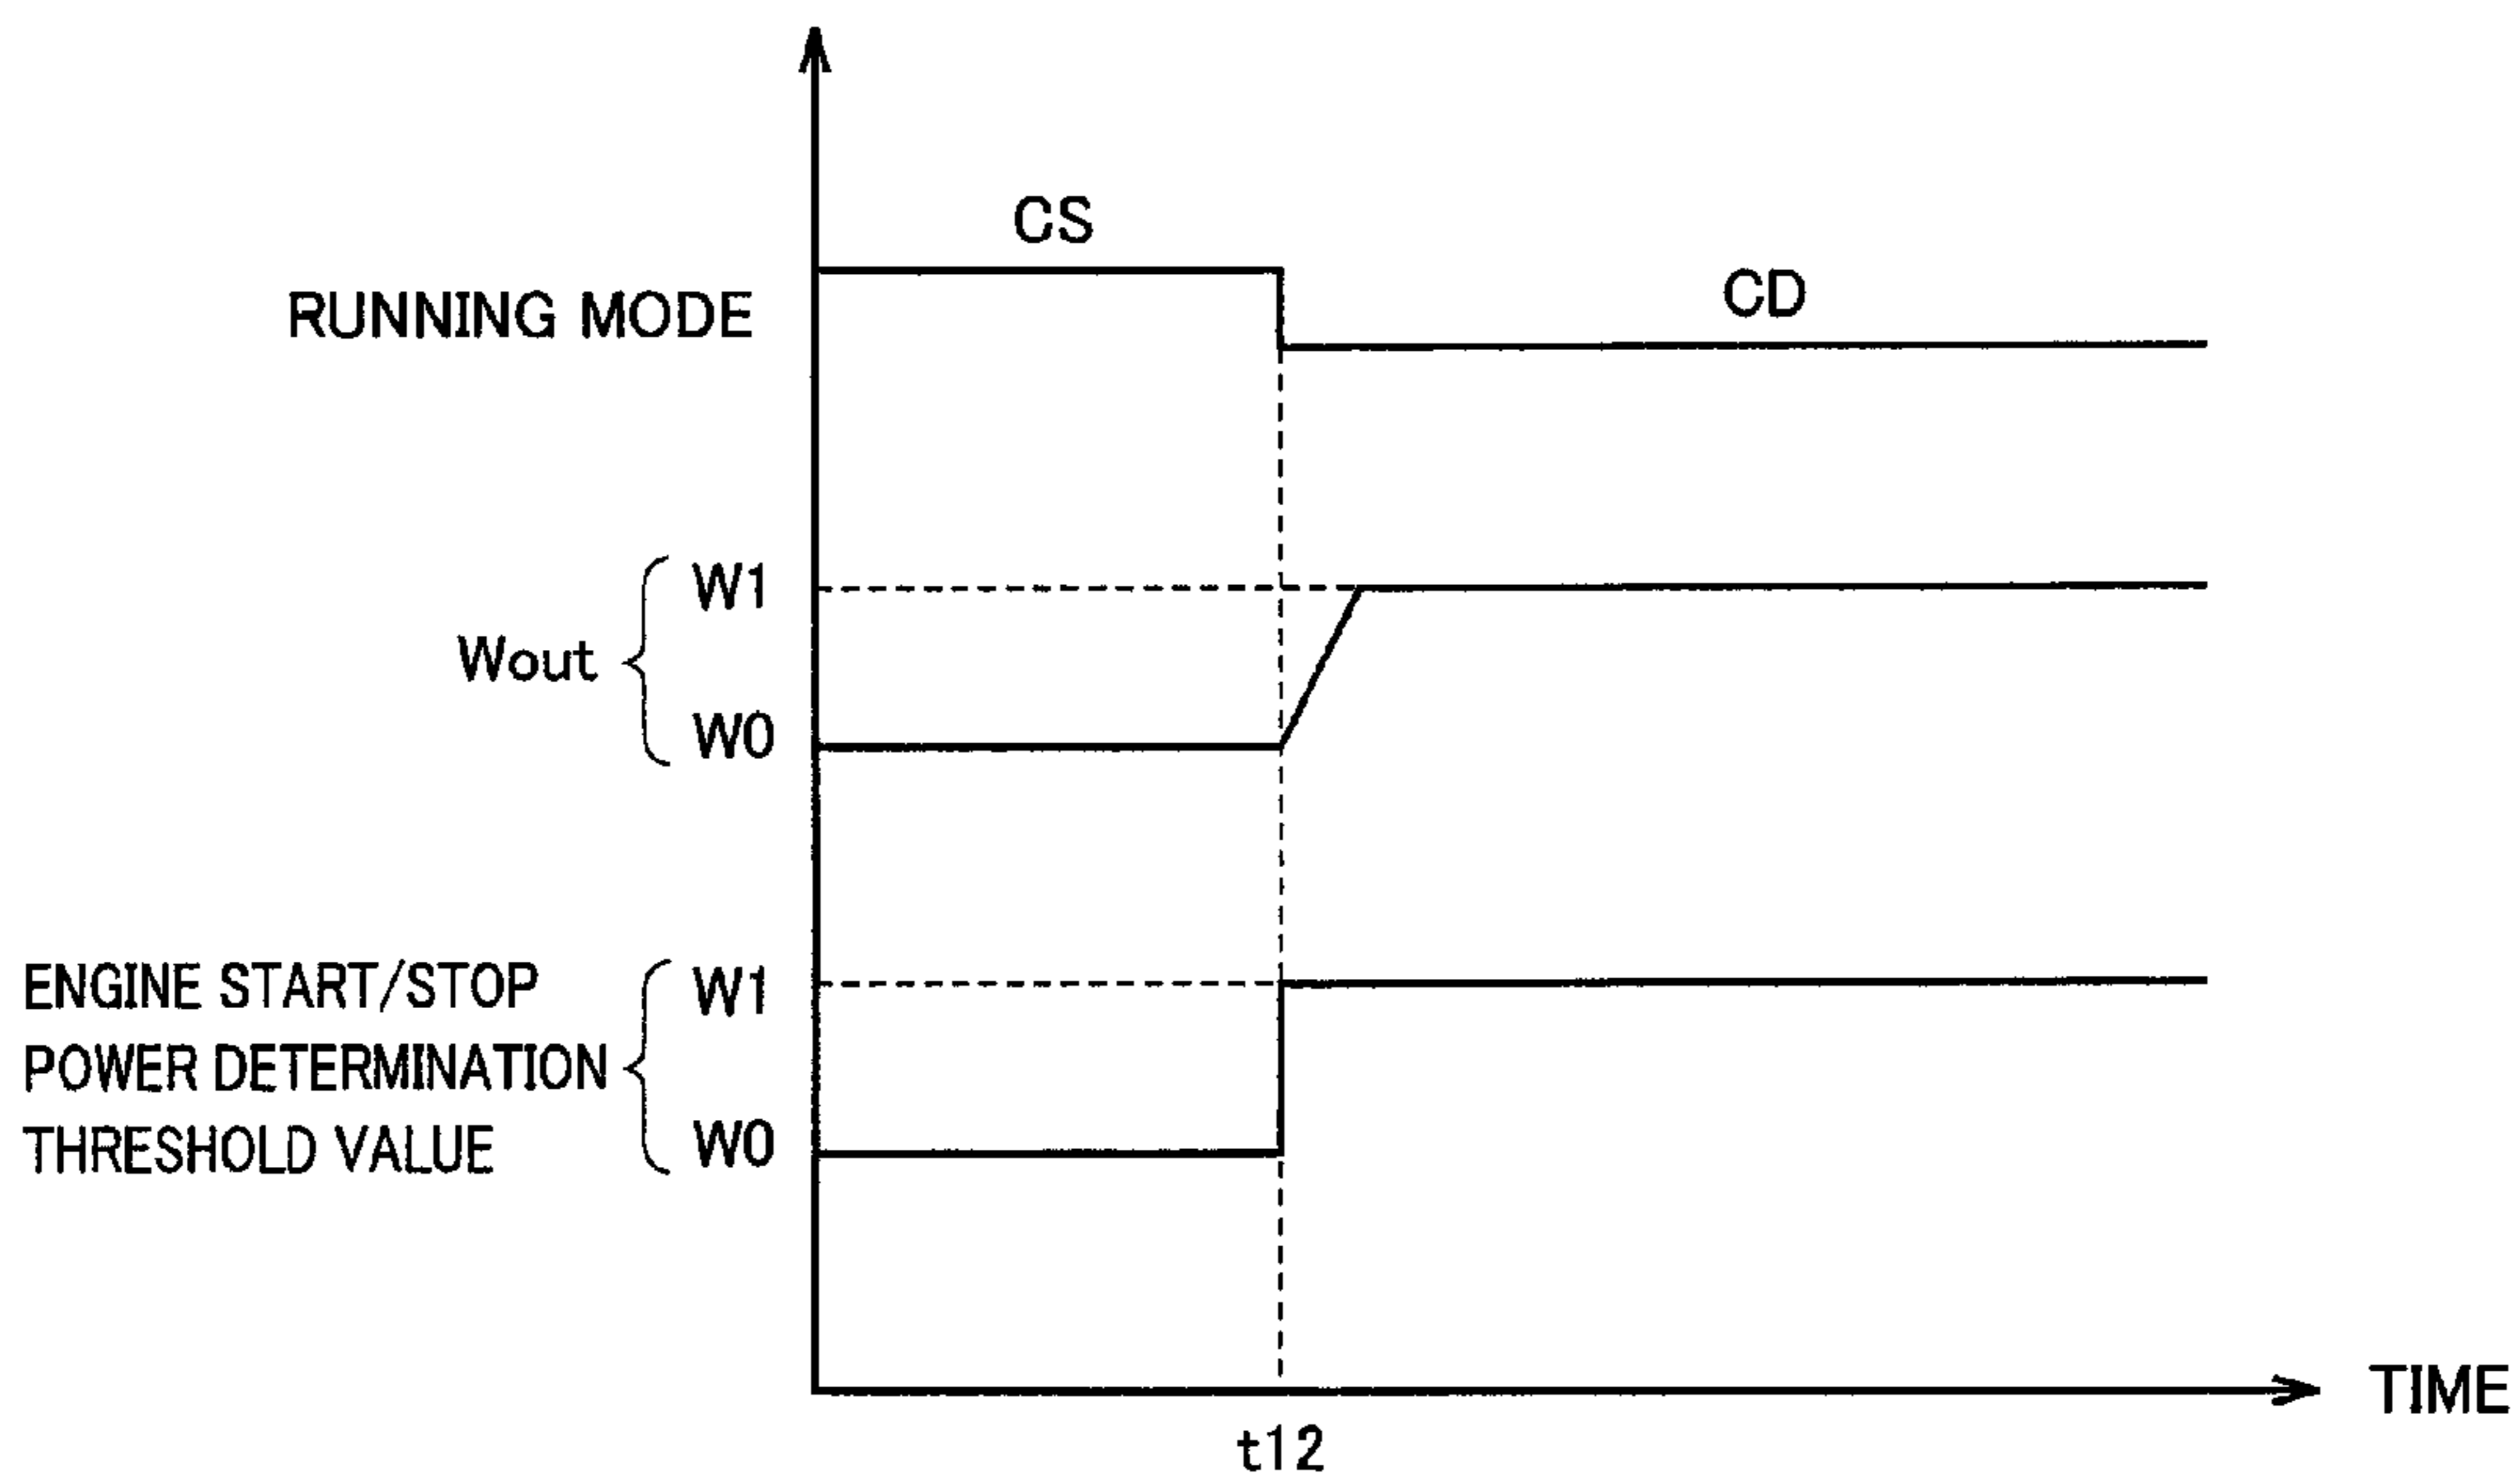 CS
RUNNING MODE
CD
W1
Wout
W0
ENGINE START/STOP
POWER DETERMINATION
THRESHOLD VALUE
W1
W0
TIME
t12